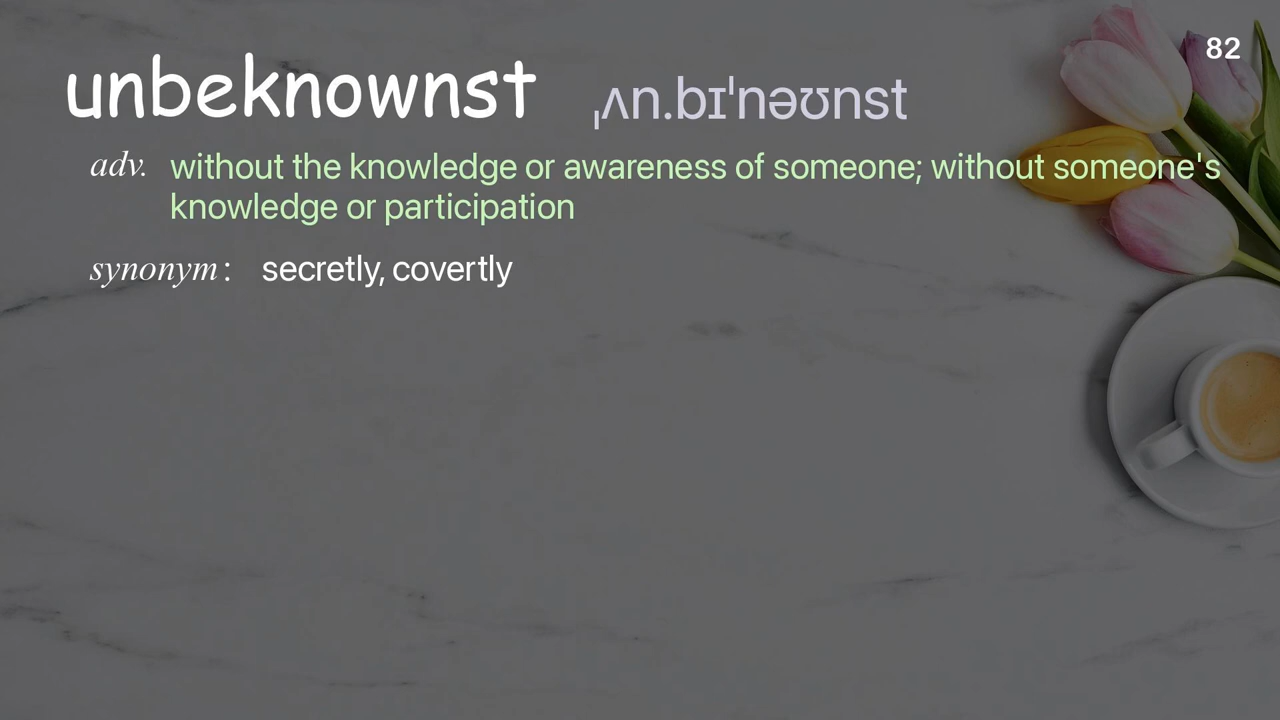 82
unbeknownst ˌʌn.bɪˈnəʊnst
adv. without the knowledge or awareness of someone; without someone's
knowledge or participation
synonym: secretly, covertly